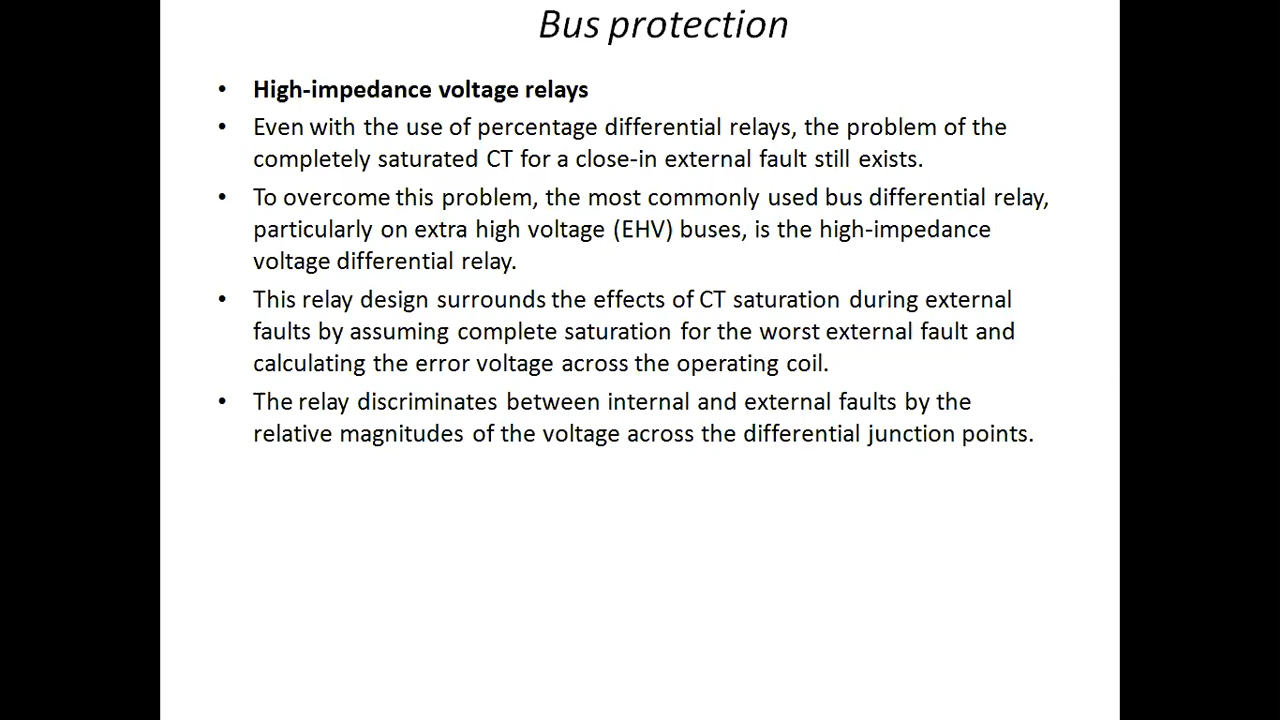 Bus protection
• High-impedance voltage relays
• Even with the use of percentage differential relays, the problem of the
completely saturated CT for a close-in external fault still exists.
• To overcome this problem, the most commonly used bus differential relay,
particularly on extra high voltage (EHV) buses, is the high-impedance
voltage differential relay.
• This relay design surrounds the effects of CT saturation during external
faults by assuming complete saturation for the worst external fault and
calculating the error voltage across the operating coil.
• The relay discriminates between internal and external faults by the
relative magnitudes of the voltage across the differential junction points.